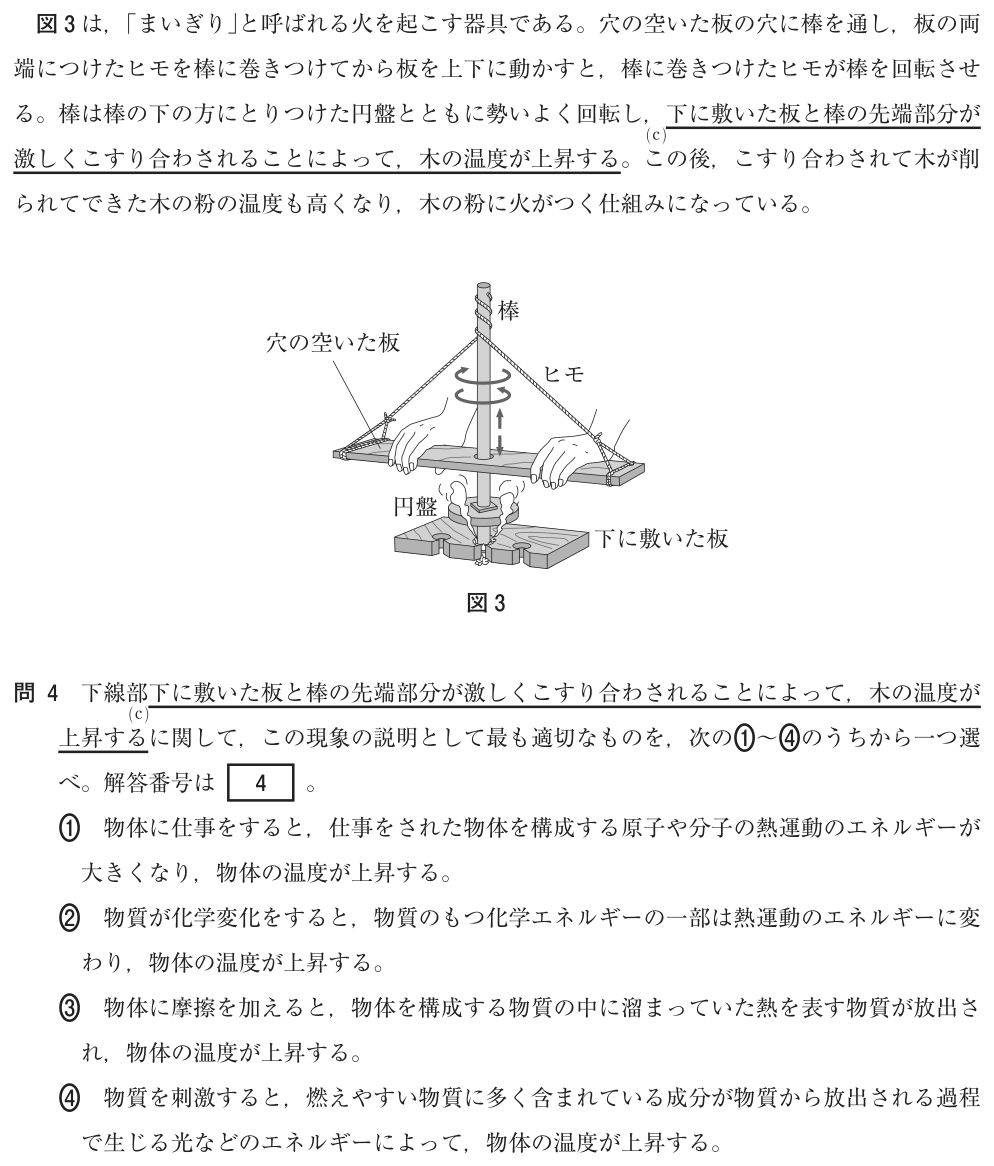 図3は，「まいぎり」と呼ばれる火を起こす器具である。穴の空いた板の穴に棒を通し，板の両
端につけたヒモを棒に巻きつけてから板を上下に動かすと，棒に巻きつけたヒモが棒を回転させ
る。棒は棒の下の方にとりつけた円盤とともに勢いよく回転し，下に敷いた板と棒の先端部分が
(c)
激しくこすり合わされることによって，木の温度が上昇する。この後，こすり合わされて木が削
られてできた木の粉の温度も高くなり，木の粉に火がつく仕組みになっている。
棒
穴の空いた板
ヒモ
円盤
下に敷いた板
図3
問 4 下線部下に敷いた板と棒の先端部分が激しくこすり合わされることによって，木の温度が
(c)
上昇するに関して，この現象の説明として最も適切なものを，次の①～④のうちから一つ選
べ。解答番号は 4 。
① 物体に仕事をすると，仕事をされた物体を構成する原子や分子の熱運動のエネルギーが
大きくなり，物体の温度が上昇する。
② 物質が化学変化をすると，物質のもつ化学エネルギーの一部は熱運動のエネルギーに変
わり，物体の温度が上昇する。
③ 物体に摩擦を加えると，物体を構成する物質の中に溜まっていた熱を表す物質が放出さ
れ，物体の温度が上昇する。
④ 物質を刺激すると，燃えやすい物質に多く含まれている成分が物質から放出される過程
で生じる光などのエネルギーによって，物体の温度が上昇する。